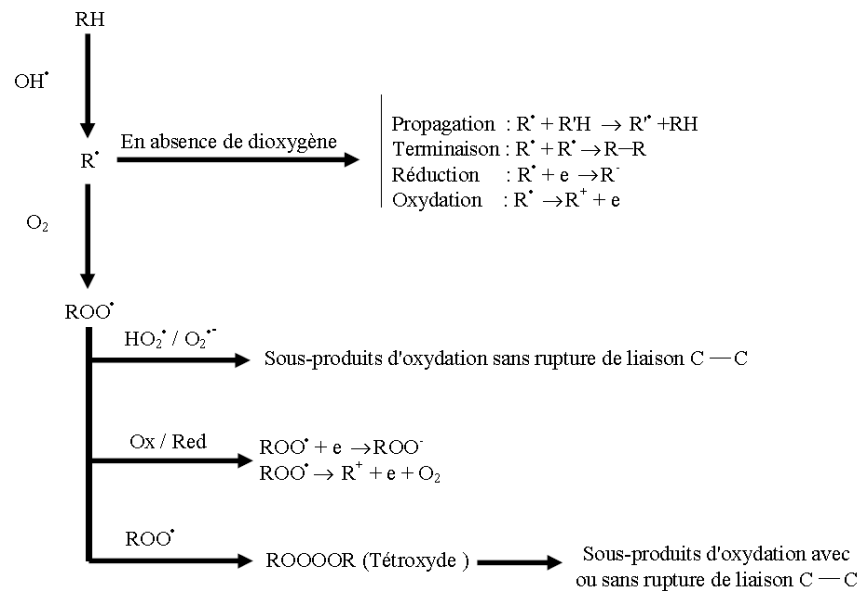 RH
OH•
En absence de dioxygène
R•
Propagation : R• + R'H → R'• +RH
Terminaison : R• + R• → R─R
Réduction : R• + e → R⁻
Oxydation : R• → R⁺ + e
O₂
ROO•
HO₂• / O₂•⁻
Sous-produits d'oxydation sans rupture de liaison C — C
Ox / Red
ROO• + e → ROO⁻
ROO• → R⁺ + e + O₂
ROO•
ROOOOR (Tétroxyde )
Sous-produits d'oxydation avec
ou sans rupture de liaison C — C